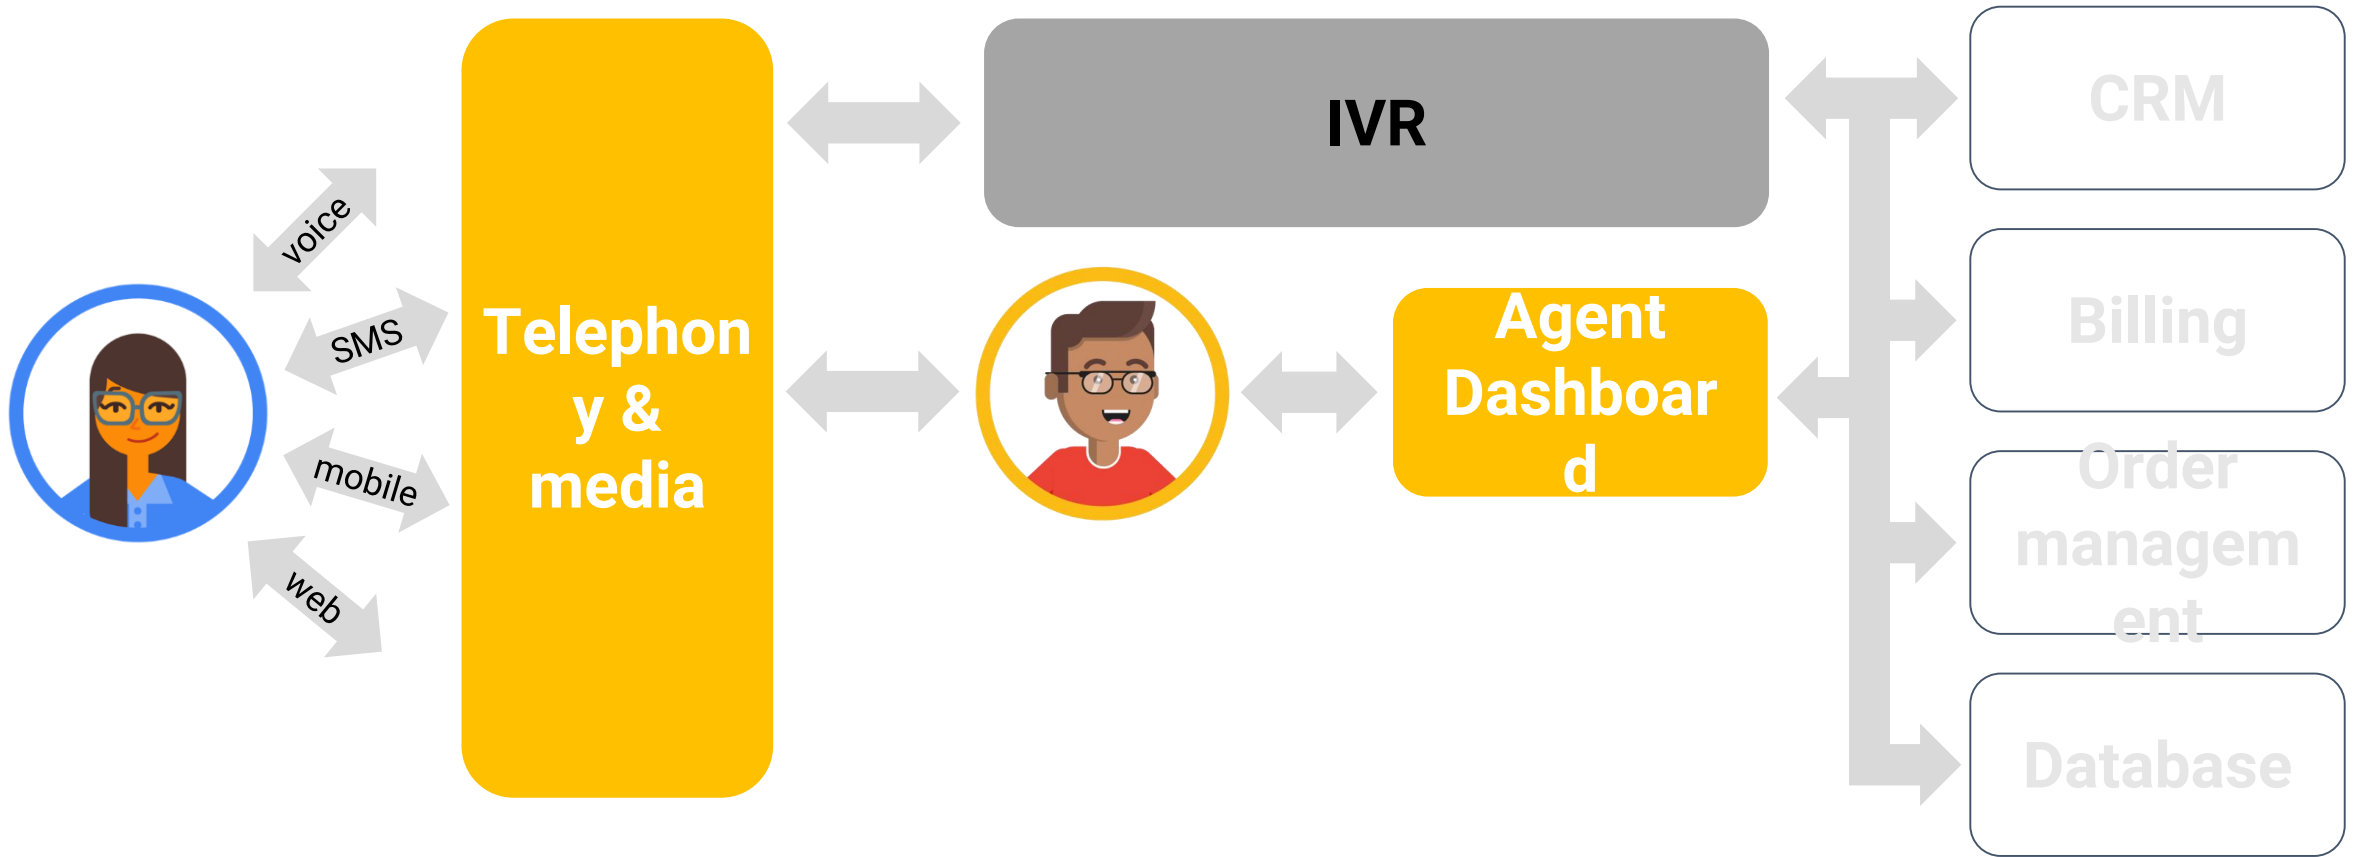 voice
SMS
mobile
web
Telephon
y &
media
IVR
Agent
Dashboar
d
CRM
Billing
Order
managem
ent
Database